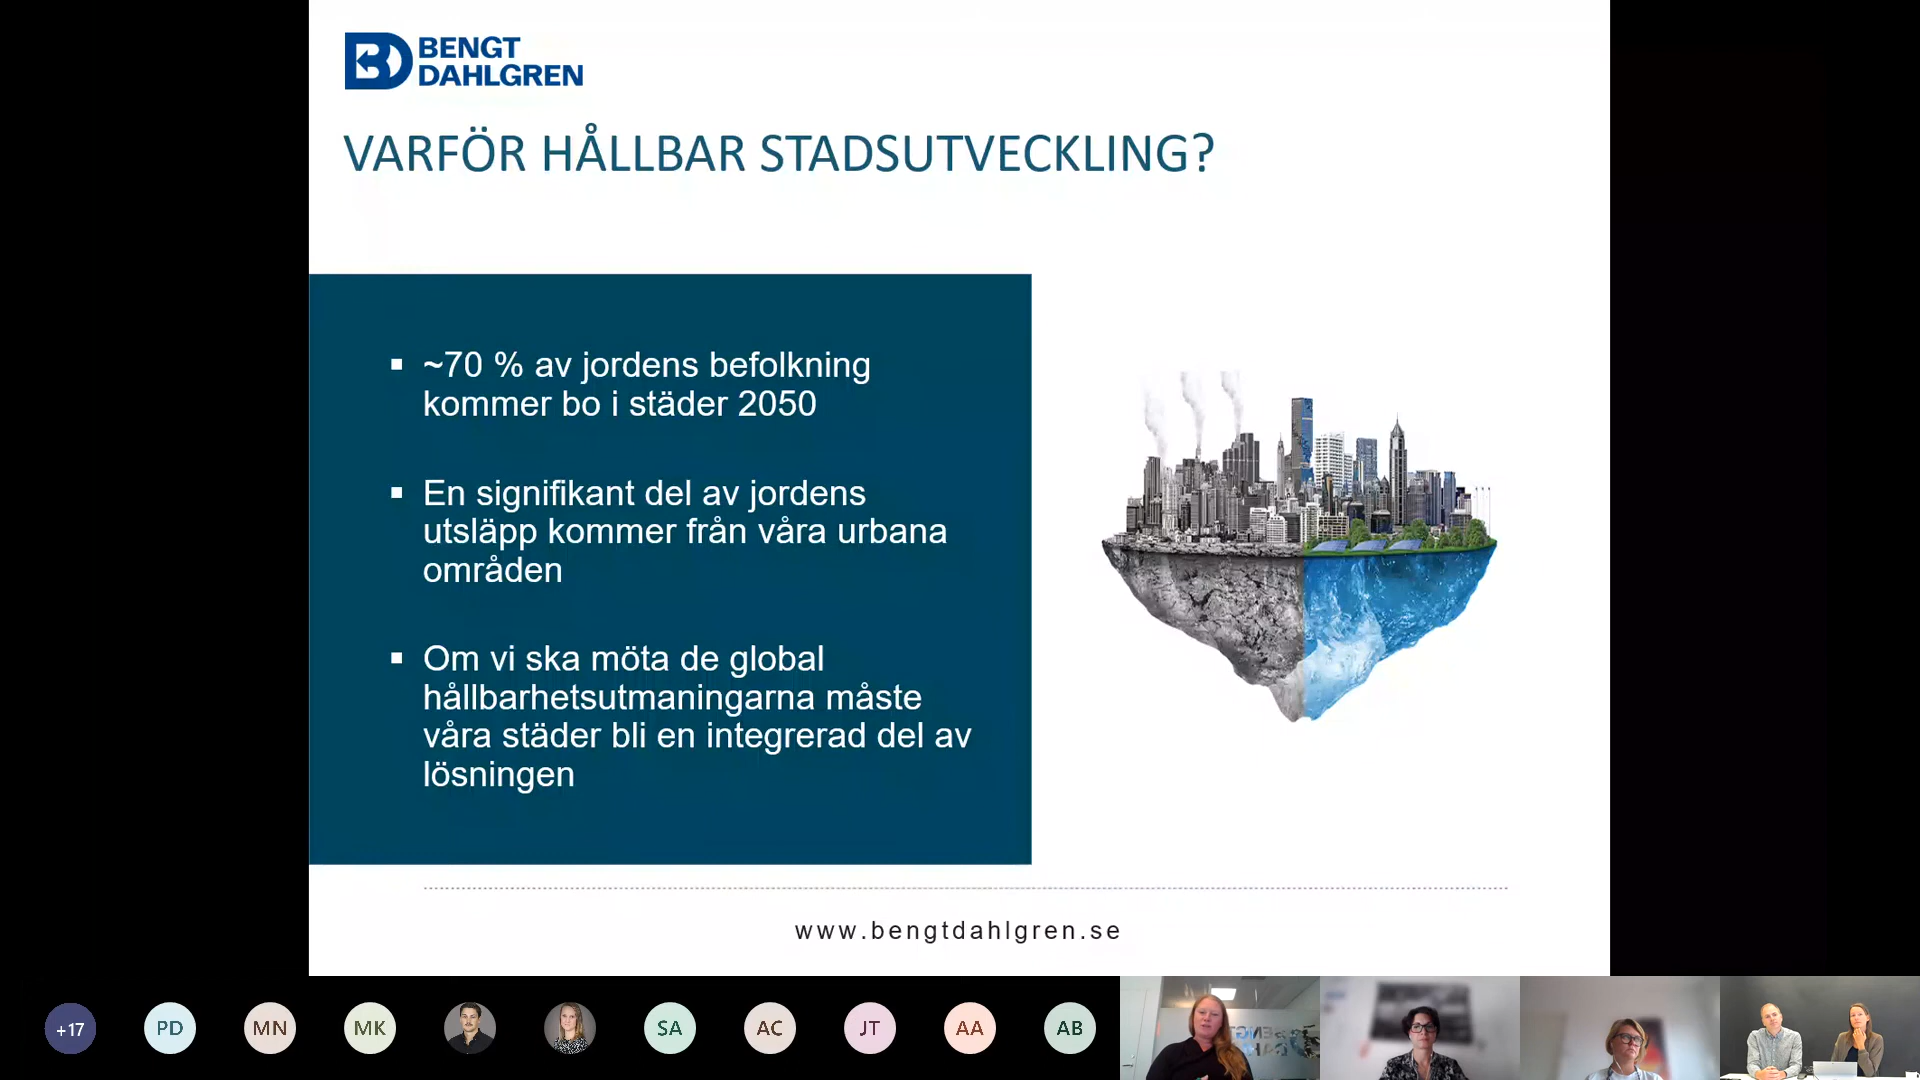 BENGT
DAHLGREN
VARFÖR HÅLLBAR STADSUTVECKLING?
▪ ~70 % av jordens befolkning
kommer bo i städer 2050
▪ En signifikant del av jordens
utsläpp kommer från våra urbana
områden
▪ Om vi ska möta de global
hållbarhetsutmaningarna måste
våra städer bli en integrerad del av
lösningen
www.bengtdahlgren.se
+17
PD
MN
MK
SA
AC
JT
AA
AB